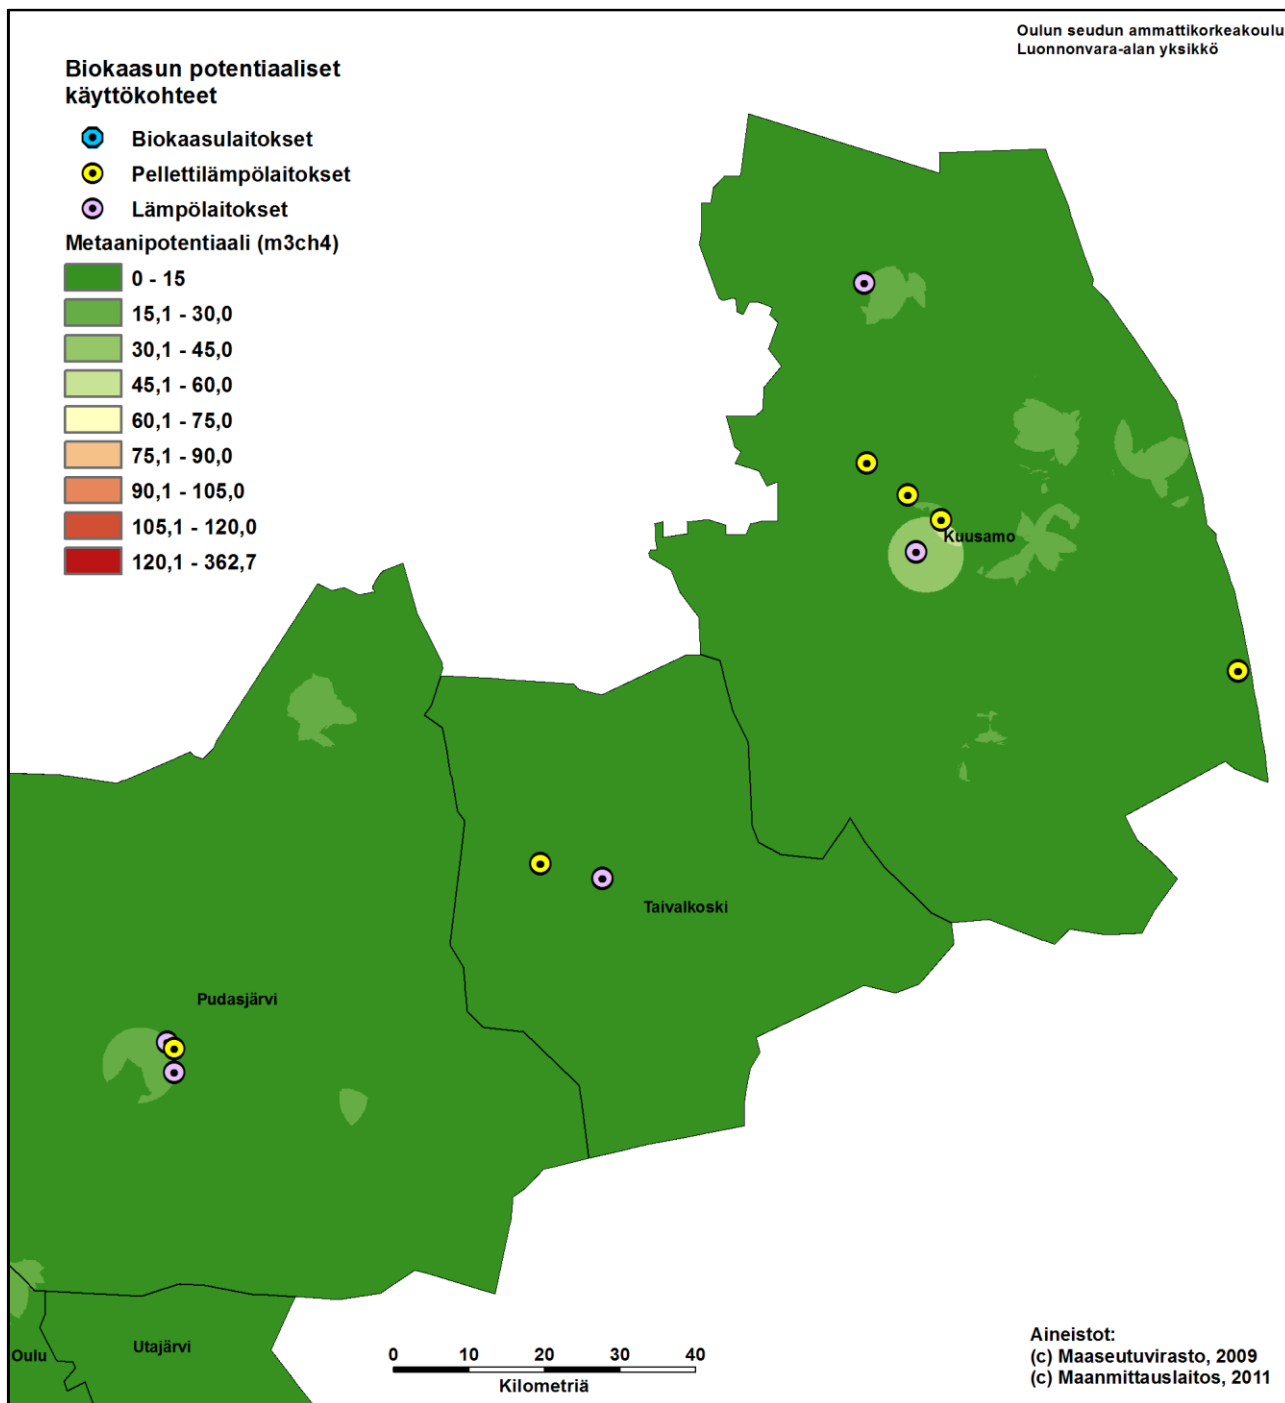 Oulun seudun ammattikorkeakoulu
Luonnonvara-alan yksikkö
Biokaasun potentiaaliset
käyttökohteet
Biokaasulaitokset
Pellettilämpölaitokset
Lämpölaitokset
Metaanipotentiaali (m3ch4)
0 - 15
15,1 - 30,0
30,1 - 45,0
45,1 - 60,0
60,1 - 75,0
75,1 - 90,0
90,1 - 105,0
105,1 - 120,0
120,1 - 362,7
Kuusamo
Taivalkoski
Pudasjärvi
Utajärvi
Oulu
0 10 20 30 40
Kilometriä
Aineistot:
(c) Maaseutuvirasto, 2009
(c) Maanmittauslaitos, 2011